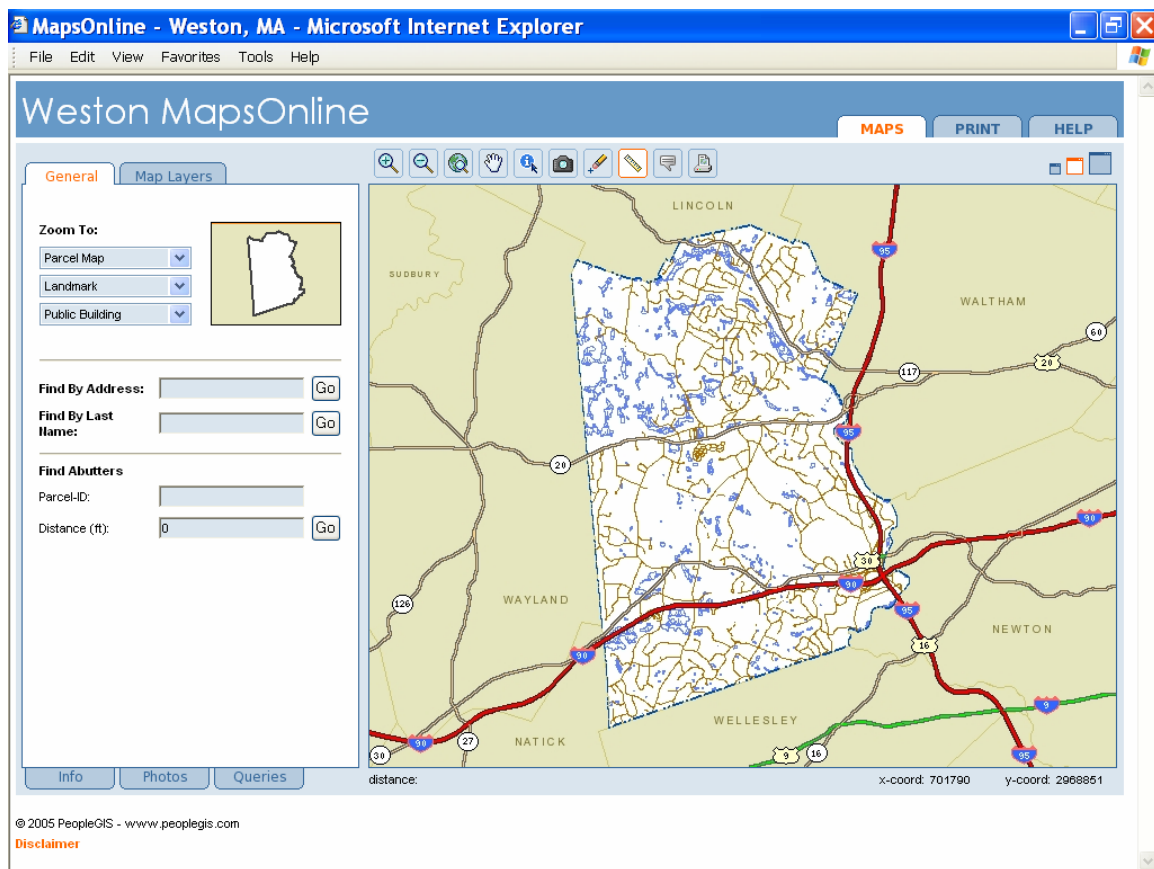 MapsOnline - Weston, MA - Microsoft Internet Explorer
File Edit View Favorites Tools Help
Weston MapsOnline
MAPS PRINT HELP
General Map Layers
Zoom To:
Parcel Map
Landmark
Public Building
Find By Address: Go
Find By Last Name: Go
Find Abutters
Parcel-ID:
Distance (ft): 0 Go
Info Photos Queries
LINCOLN
95
SUDBURY
WALTHAM
60
20
117
95
20
90
30
90
126
WAYLAND
95
NEWTON
16
90
9
WELLESLEY
90
27
NATICK
30
9
16
95
distance:
x-coord: 701790 y-coord: 2968851
© 2005 PeopleGIS - www.peoplegis.com
Disclaimer